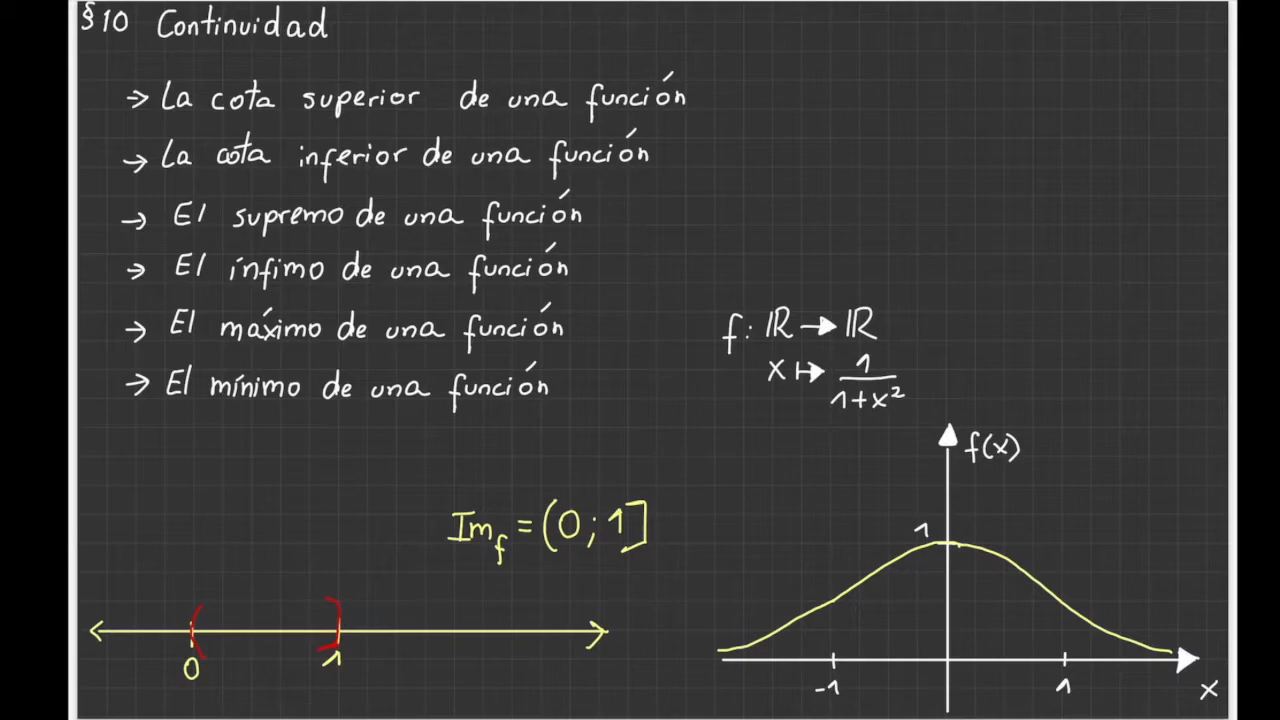 §10 Continuidad
→ La cota superior de una función
→ La cota inferior de una función
→ El supremo de una función
→ El ínfimo de una función
→ El máximo de una función
→ El mínimo de una función
f: ℝ → ℝ
x ↦ 1/(1+x²)
f(x)
Im_f = (0; 1]
1
0 1
-1 1 x